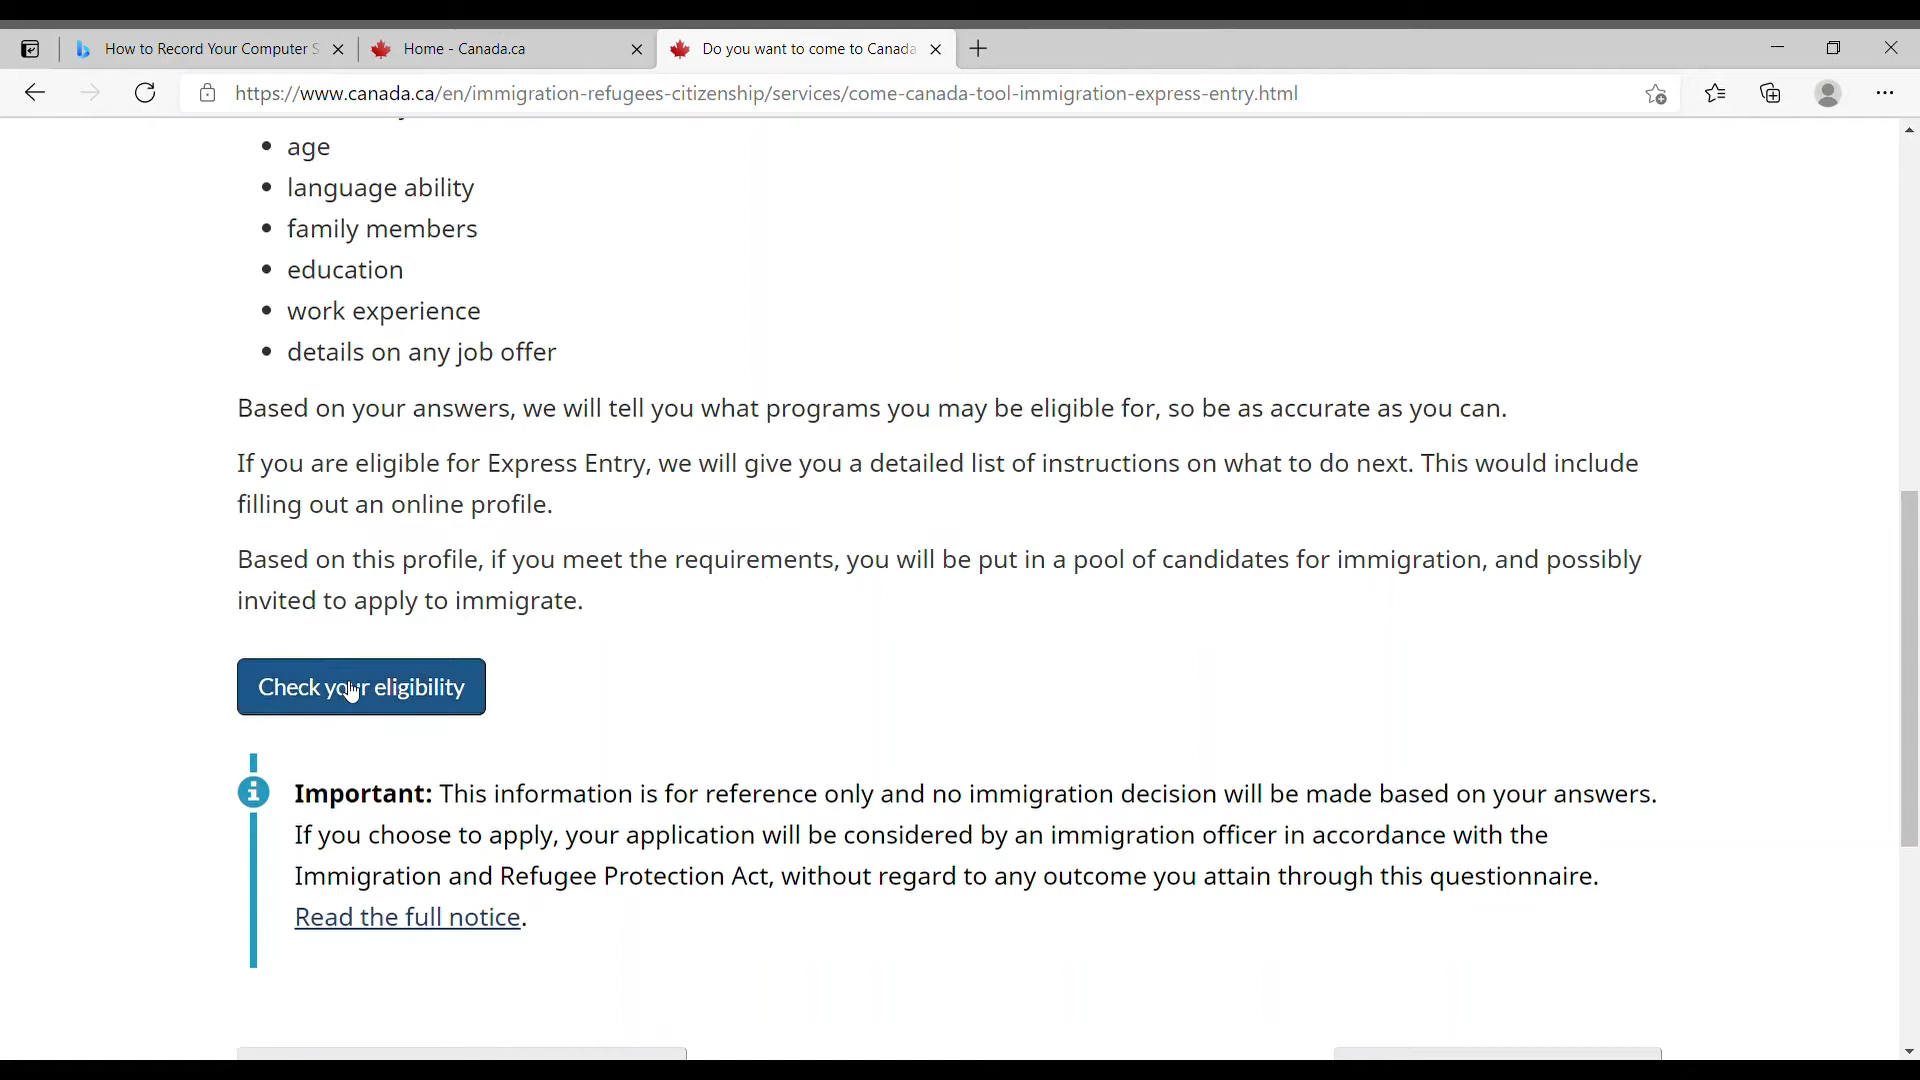 How to Record Your Computer S
Home - Canada.ca
Do you want to come to Canada
https://www.canada.ca/en/immigration-refugees-citizenship/services/come-canada-tool-immigration-express-entry.html
• age
• language ability
• family members
• education
• work experience
• details on any job offer
Based on your answers, we will tell you what programs you may be eligible for, so be as accurate as you can.
If you are eligible for Express Entry, we will give you a detailed list of instructions on what to do next. This would include
filling out an online profile.
Based on this profile, if you meet the requirements, you will be put in a pool of candidates for immigration, and possibly
invited to apply to immigrate.
Check your eligibility
Important: This information is for reference only and no immigration decision will be made based on your answers.
If you choose to apply, your application will be considered by an immigration officer in accordance with the
Immigration and Refugee Protection Act, without regard to any outcome you attain through this questionnaire.
Read the full notice.